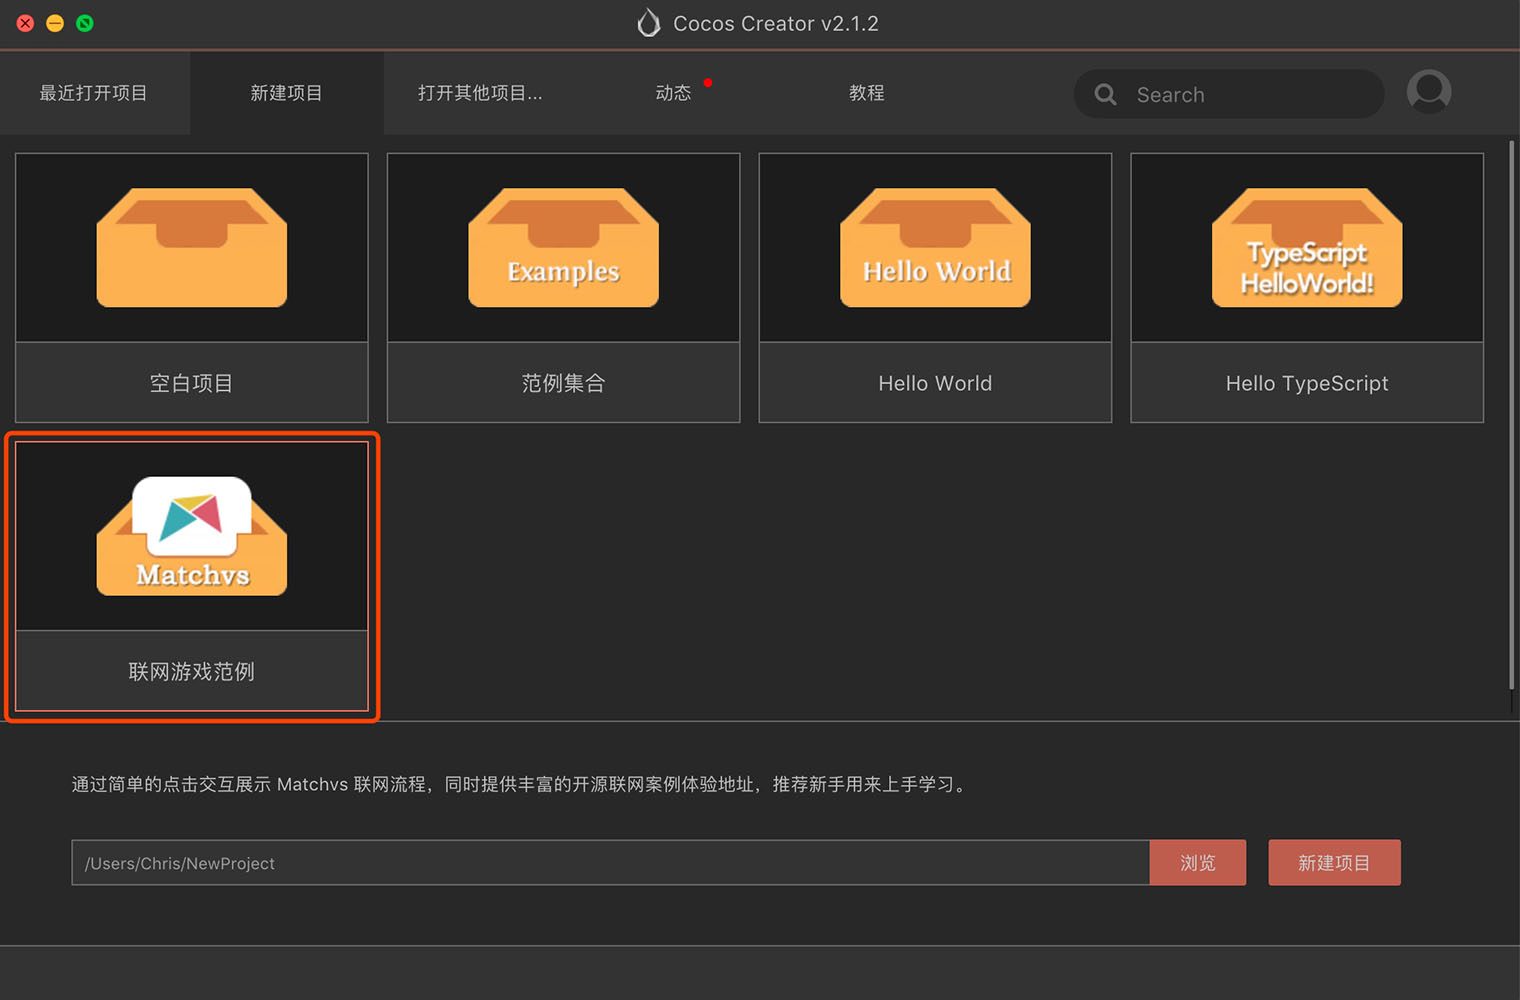 Cocos Creator v2.1.2
最近打开项目
新建项目
打开其他项目...
动态
教程
Search
Examples
Hello World
TypeScript
HelloWorld!
空白项目
范例集合
Hello World
Hello TypeScript
Matchvs
联网游戏范例
通过简单的点击交互展示 Matchvs 联网流程，同时提供丰富的开源联网案例体验地址，推荐新手用来上手学习。
/Users/Chris/NewProject
浏览
新建项目